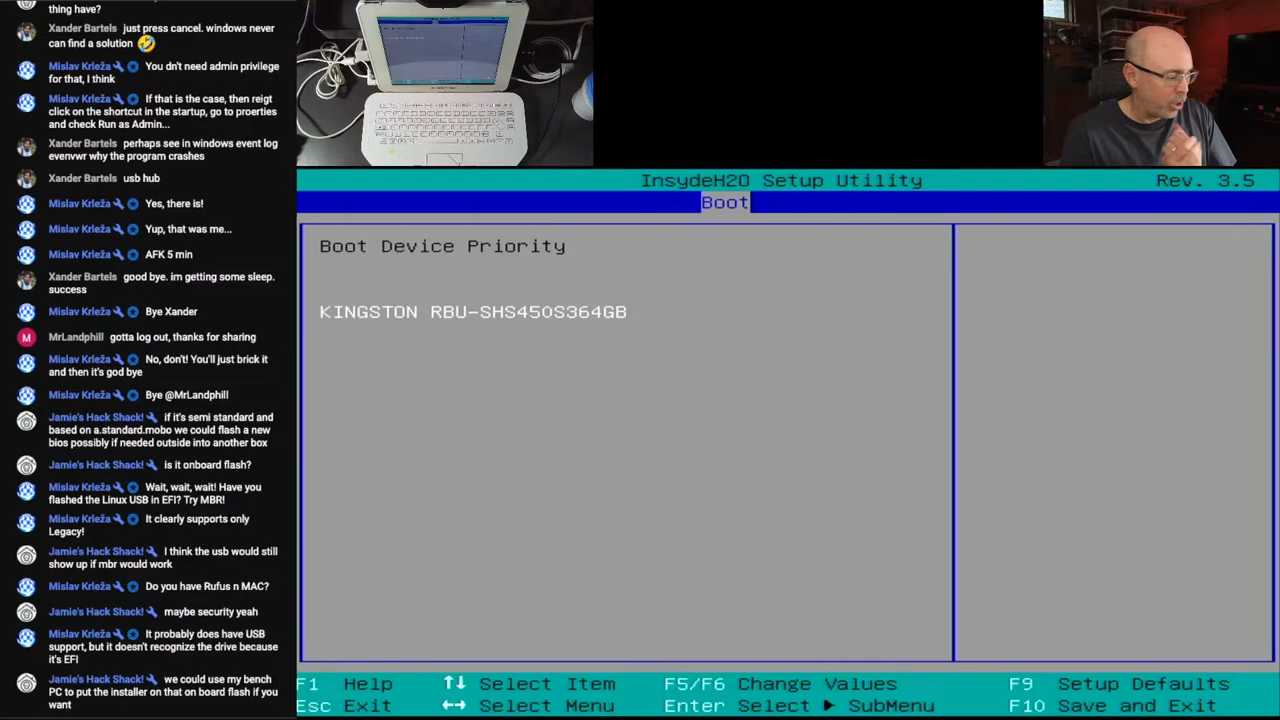 thing have?
Xander Bartels just press cancel. windows never
can find a solution 🤣
Mislav Krleža You dn't need admin privilege
for that, I think
Mislav Krleža If that is the case, then reigt
click on the shortcut in the startup, go to proerties
and check Run as Admin...
Xander Bartels perhaps see in windows event log
evenvwr why the program crashes
Xander Bartels usb hub
Mislav Krleža Yes, there is!
Mislav Krleža Yup, that was me...
Mislav Krleža AFK 5 min
Xander Bartels good bye. im getting some sleep.
success
Mislav Krleža Bye Xander
M MrLandphill gotta log out, thanks for sharing
Mislav Krleža No, don't! You'll just brick it
and then it's god bye
Mislav Krleža Bye @MrLandphill
Jamie's Hack Shack! if it's semi standard and
based on a.standard.mobo we could flash a new
bios possibly if needed outside into another box
Jamie's Hack Shack! is it onboard flash?
Mislav Krleža Wait, wait, wait! Have you
flashed the Linux USB in EFI? Try MBR!
Mislav Krleža It clearly supports only
Legacy!
Jamie's Hack Shack! I think the usb would still
show up if mbr would work
Mislav Krleža Do you have Rufus n MAC?
Jamie's Hack Shack! maybe security yeah
Mislav Krleža It probably does have USB
support, but it doesn't recognize the drive because
it's EFI
Jamie's Hack Shack! we could use my bench
PC to put the installer on that on board flash if you
want
InsydeH20 Setup Utility Rev. 3.5
Boot
Boot Device Priority
KINGSTON RBU-SHS450S364GB
F1 Help ↑↓ Select Item F5/F6 Change Values F9 Setup Defaults
Esc Exit ↔ Select Menu Enter Select ▶ SubMenu F10 Save and Exit